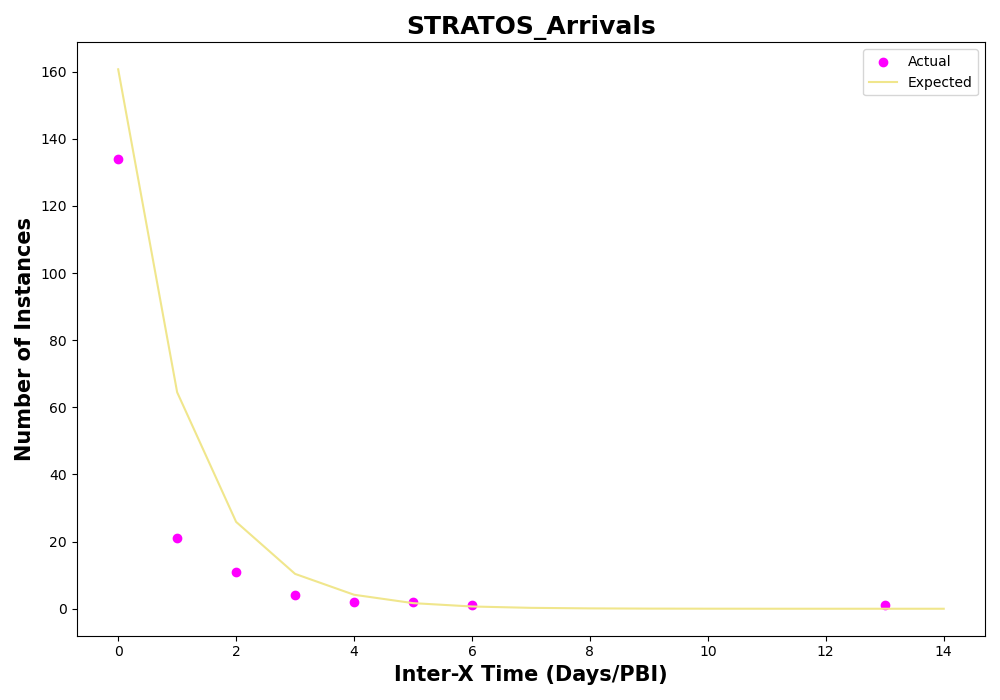 STRATOS_Arrivals
Actual
Expected
160
140
120
100
80
60
40
20
0
Number of Instances
0 2 4 6 8 10 12 14
Inter-X Time (Days/PBI)